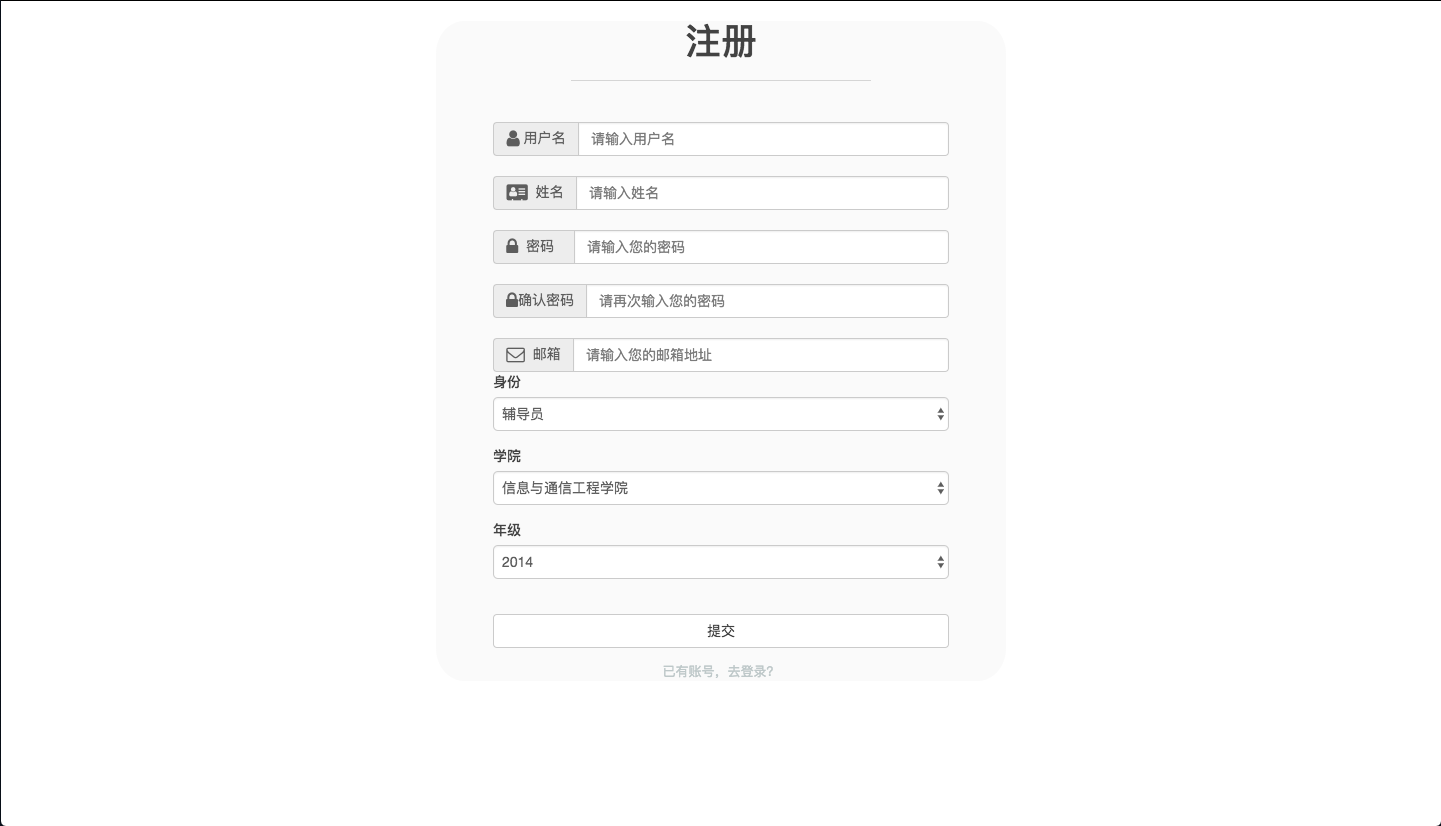 注册
用户名 请输入用户名
姓名 请输入姓名
密码 请输入您的密码
确认密码 请再次输入您的密码
邮箱 请输入您的邮箱地址
身份
辅导员
学院
信息与通信工程学院
年级
2014
提交
已有账号，去登录？